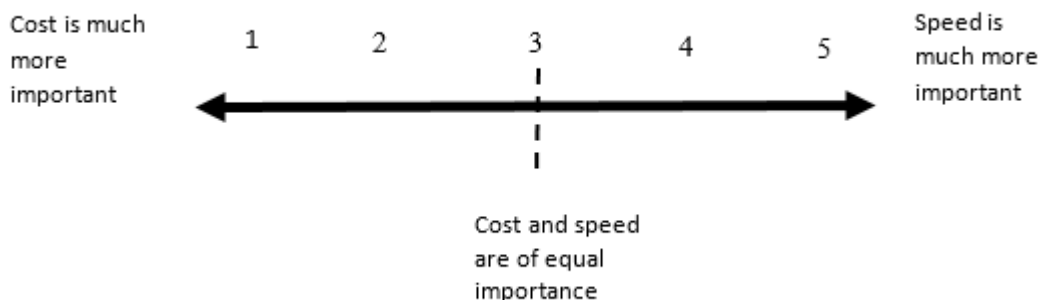 Cost is much
more
important
1
2
3
4
5
Speed is
much more
important
Cost and speed
are of equal
importance